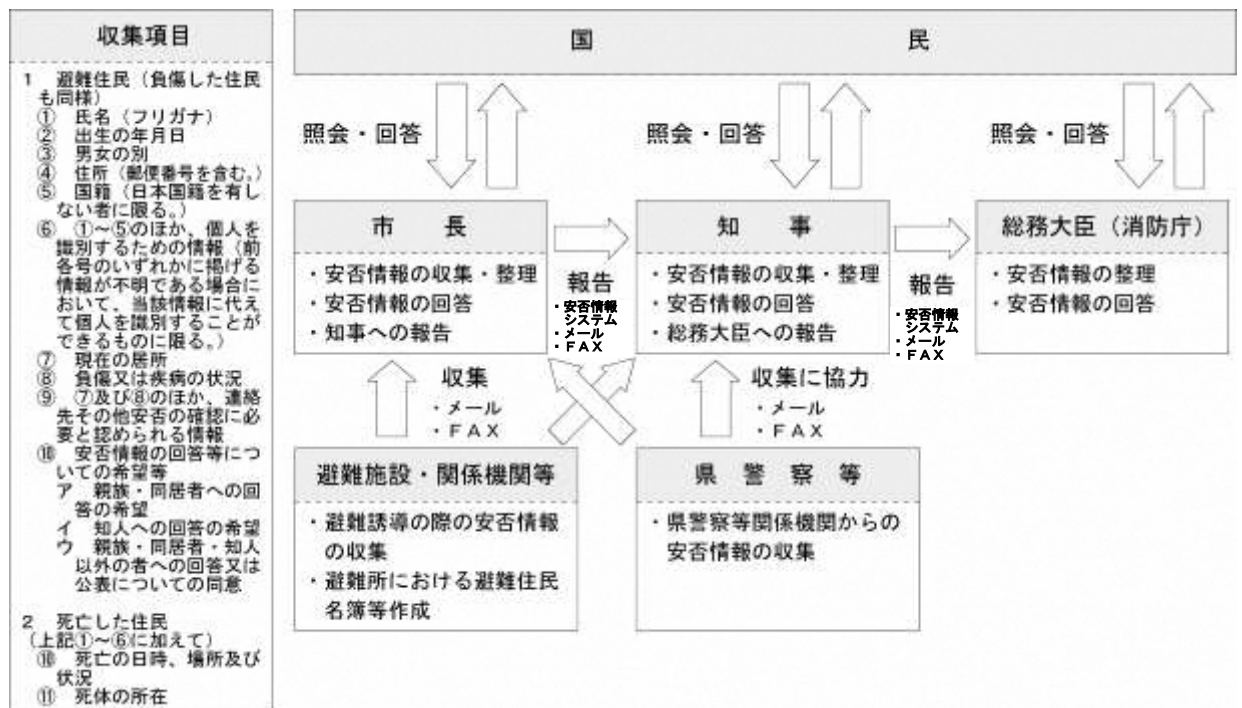 収集項目
1 避難住民（負傷した住民
も同様）
① 氏名（フリガナ）
② 出生の年月日
③ 男女の別
④ 住所（郵便番号を含む。）
⑤ 国籍（日本国籍を有し
ない者に限る。）
⑥ ①～⑤のほか、個人を
識別するための情報（前
各号のいずれかに掲げる
情報が不明である場合に
おいて、当該情報に代え
て個人を識別することが
できるものに限る。）
⑦ 現在の居所
⑧ 負傷又は疾病の状況
⑨ ⑦及び⑧のほか、連絡
先その他安否の確認に必
要と認められる情報
⑩ 安否情報の回答等につ
いての希望等
ア 親族・同居者への回
答の希望
イ 知人への回答の希望
ウ 親族・同居者・知人
以外の者への回答又は
公表についての同意
2 死亡した住民
（上記①～⑥に加えて）
⑩ 死亡の日時、場所及び
状況
⑪ 死体の所在
国 民
照会・回答
照会・回答
照会・回答
市 長
・安否情報の収集・整理
・安否情報の回答
・知事への報告
報告
・安否情報
システム
・メール
・FAX
知 事
・安否情報の収集・整理
・安否情報の回答
・総務大臣への報告
報告
・安否情報
システム
・メール
・FAX
総務大臣（消防庁）
・安否情報の整理
・安否情報の回答
収集
・メール
・FAX
収集に協力
・メール
・FAX
避難施設・関係機関等
・避難誘導の際の安否情報
の収集
・避難所における避難住民
名簿等作成
県 警 察 等
・県警察等関係機関からの
安否情報の収集